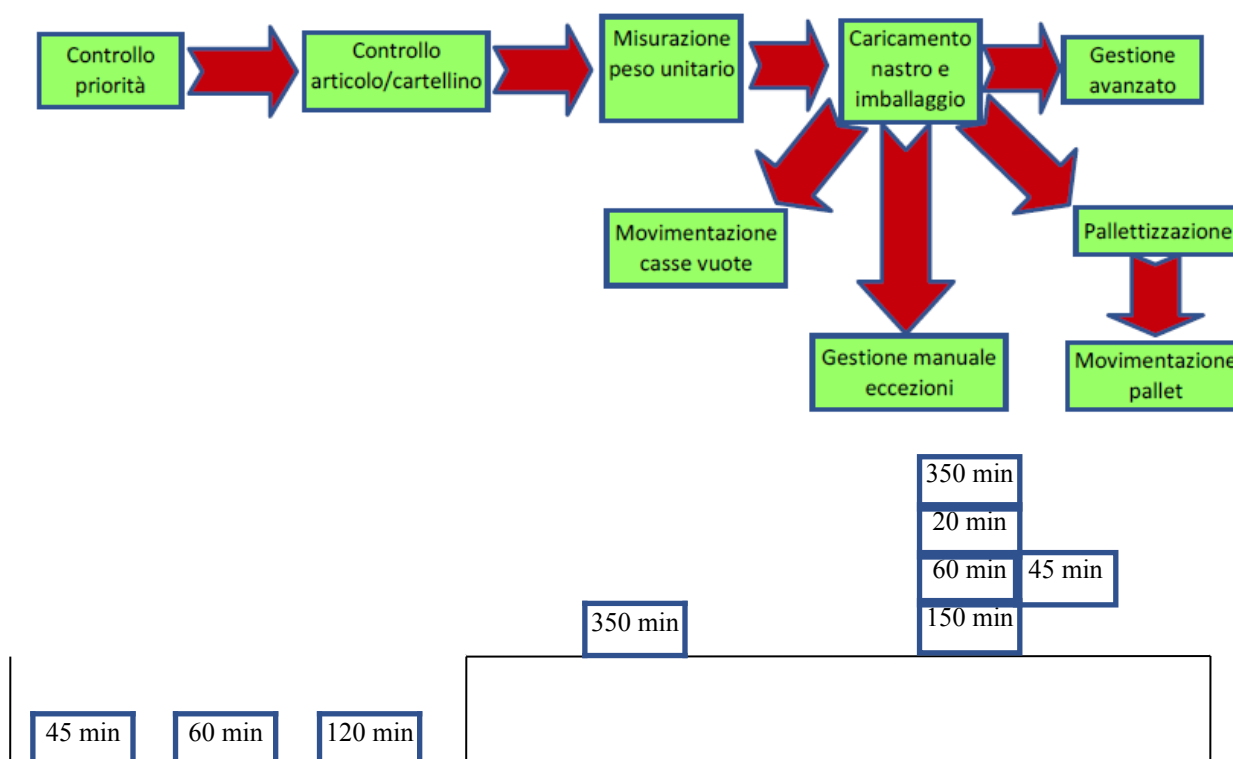 Controllo
priorità
Controllo
articolo/cartellino
Misurazione
peso unitario
Caricamento
nastro e
imballaggio
Gestione
avanzato
Movimentazione
casse vuote
Pallettizzazione
Gestione manuale
eccezioni
Movimentazione
pallet
350 min
20 min
60 min
45 min
350 min
150 min
45 min
60 min
120 min